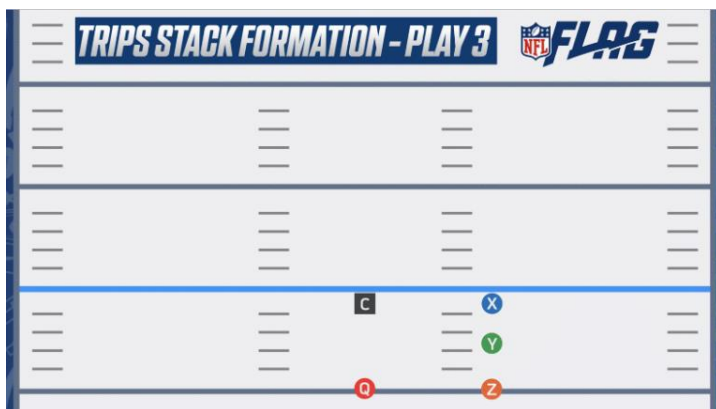 TRIPS STACK FORMATION - PLAY 3 NFL FLAG
C X
Y
Q Z